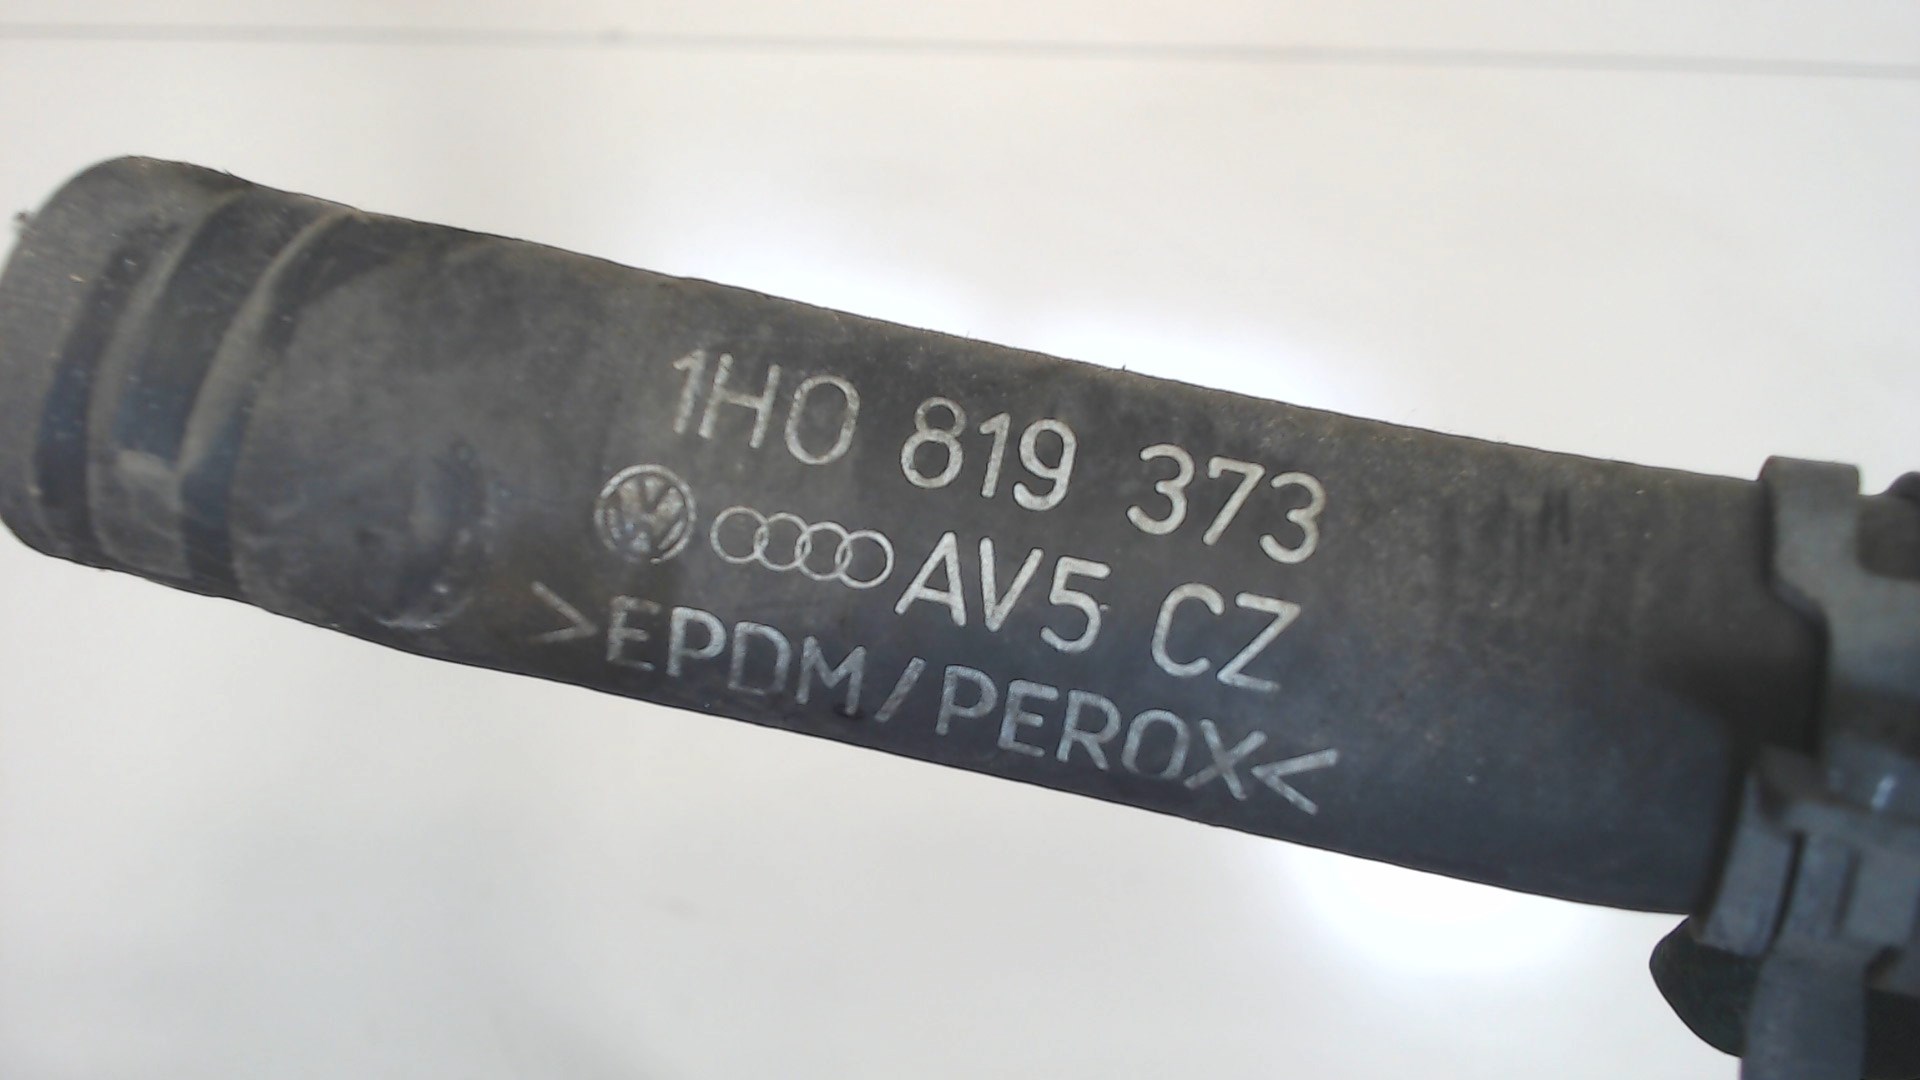 1H0 819 373
AV5 CZ
>EPDM/PEROX<